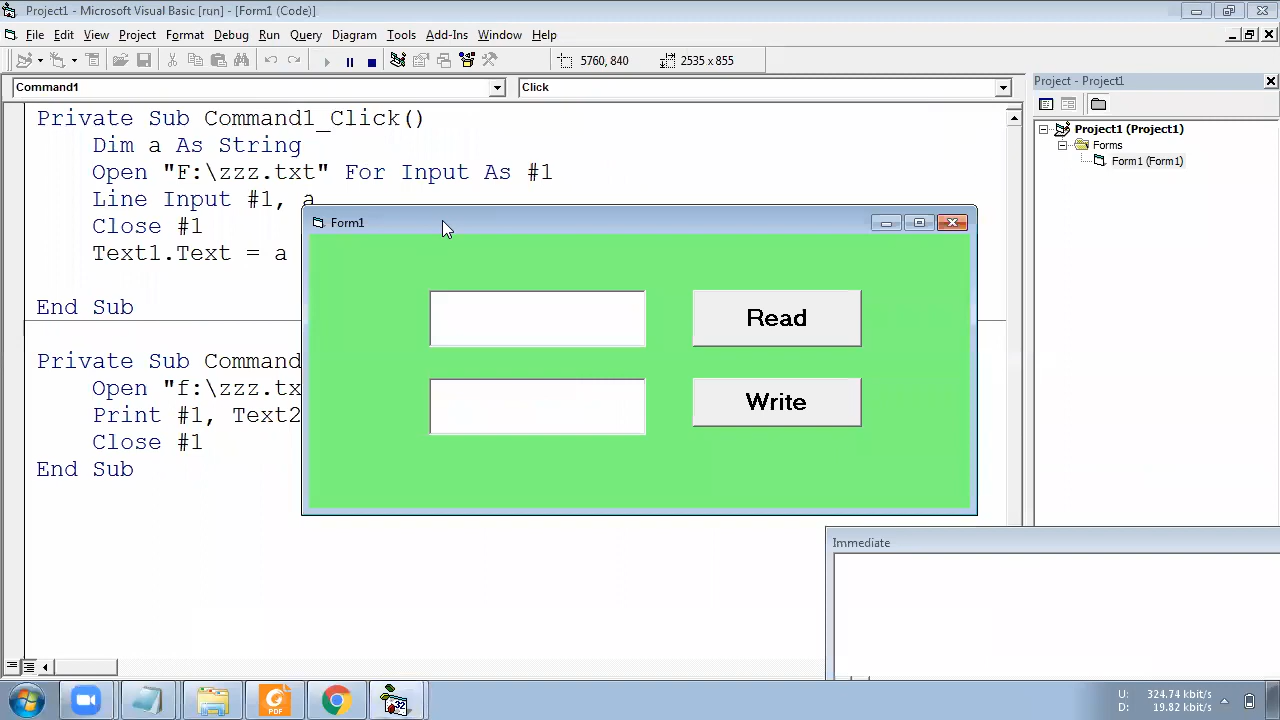 Project1 - Microsoft Visual Basic [run] - [Form1 (Code)]
File Edit View Project Format Debug Run Query Diagram Tools Add-Ins Window Help
5760, 840 2535 x 855
Command1 Click
Project - Project1
Private Sub Command1_Click()
Dim a As String
Open "F:\zzz.txt" For Input As #1
Line Input #1, a
Close #1
Text1.Text = a
End Sub
Private Sub Comman
Open "f:\zzz.tx
Print #1, Text2
Close #1
End Sub
Form1
Read
Write
Project1 (Project1)
Forms
Form1 (Form1)
Immediate
PDF
32
U: 324.74 kbit/s
D: 19.82 kbit/s